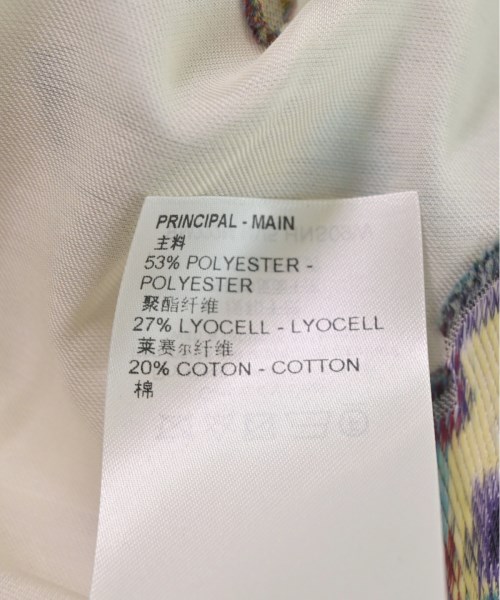 PRINCIPAL - MAIN
主料
53% POLYESTER -
POLYESTER
聚酯纤维
27% LYOCELL - LYOCELL
莱赛尔纤维
20% COTON - COTTON
棉